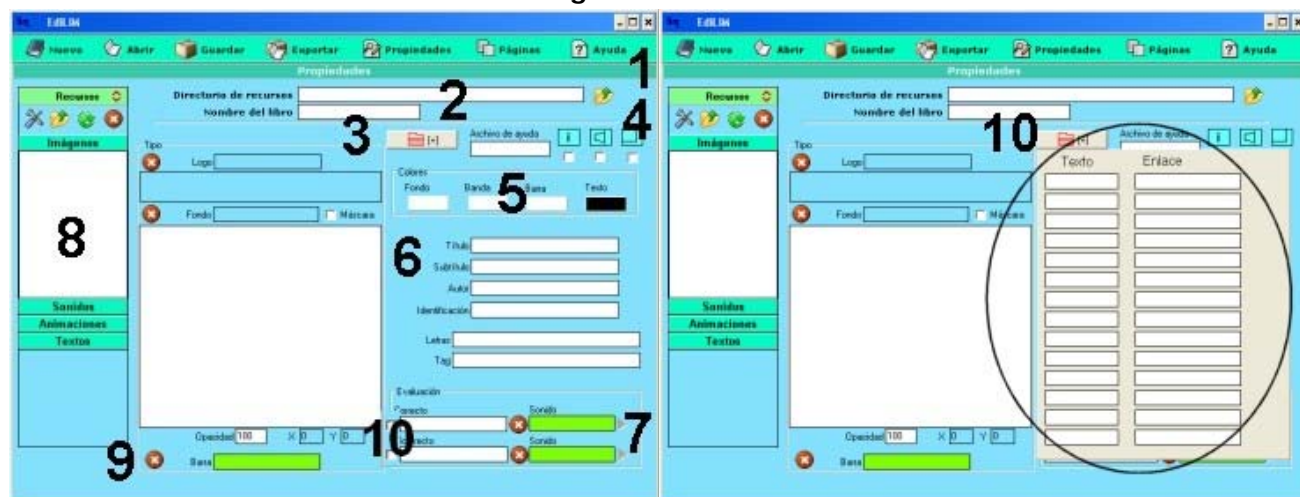 EdiLIM
Nuevo Abrir Guardar Exportar Propiedades Páginas Ayuda
1
Propiedades
Recursos
Directorio de recursos
2
Nombre del libro
3
4
[+]
Archivo de ayuda
i
Imágenes
Tipo
Logo
Colores
Fondo Banda Barra Texto
5
Fondo Máscara
8
6
Título
Subtítulo
Autor
Identificación
Letras
Tag
Sonidos
Animaciones
Textos
Evaluación
Correcto Sonido
10
7
Incorrecto Sonido
Opacidad 100 X 0 Y 0
9
Barra
EdiLIM
Nuevo Abrir Guardar Exportar Propiedades Páginas Ayuda
Propiedades
Recursos
Directorio de recursos
Nombre del libro
10
[+]
Archivo de ayuda
i
Imágenes
Tipo
Logo
Texto Enlace
Fondo
Sonidos
Animaciones
Textos
Opacidad 100 X 0 Y 0
Barra